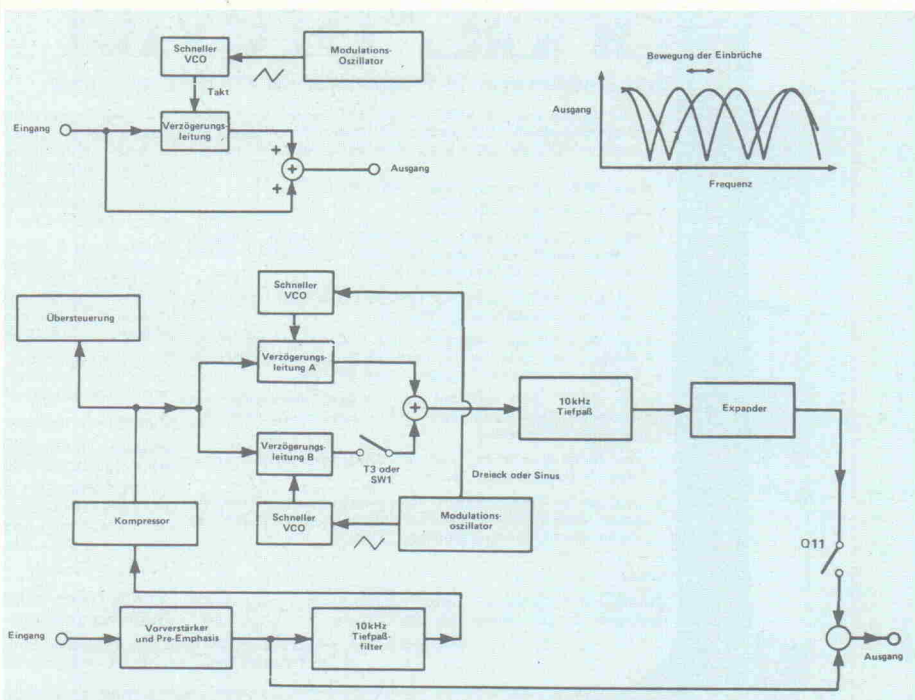 Schneller
VCO
Modulations-
Oszillator
Takt
Eingang
Verzögerungs-
leitung
+
+
+
Ausgang
Bewegung der Einbrüche
Ausgang
Frequenz
Schneller
VCO
Übersteuerung
Verzögerungs-
leitung A
+
10kHz
Tiefpaß
Expander
Verzögerungs-
leitung B
T3 oder
SW1
Dreieck oder Sinus
Kompressor
Schneller
VCO
Modulations-
oszillator
Q11
Eingang
Vorverstärker
und Pre-Emphasis
10kHz
Tiefpaß-
filter
Ausgang